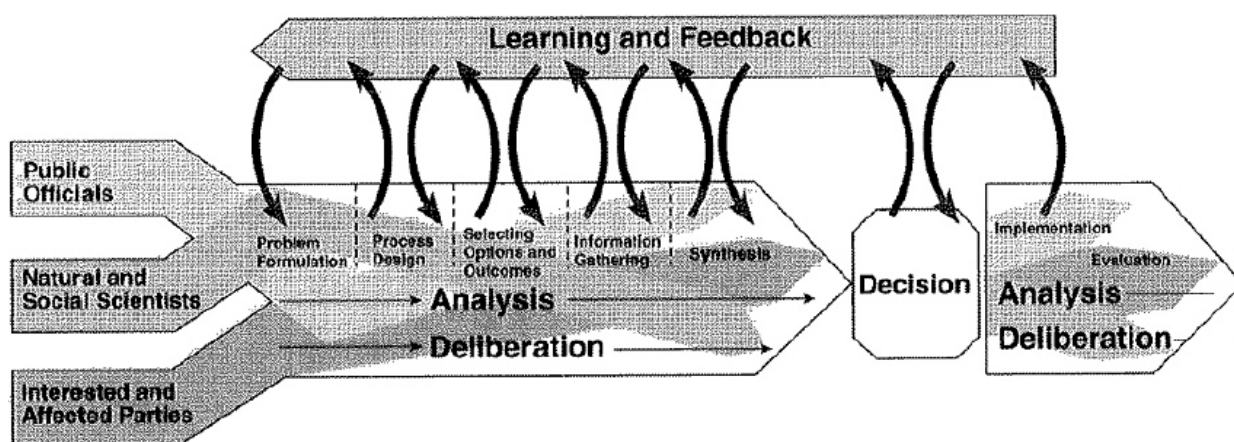 Learning and Feedback
Public
Officials
Natural and
Social Scientists
Interested and
Affected Parties
Problem
Formulation
Process
Design
Selecting
Options and
Outcomes
Information
Gathering
Synthesis
Analysis
Deliberation
Decision
Implementation
Evaluation
Analysis
Deliberation